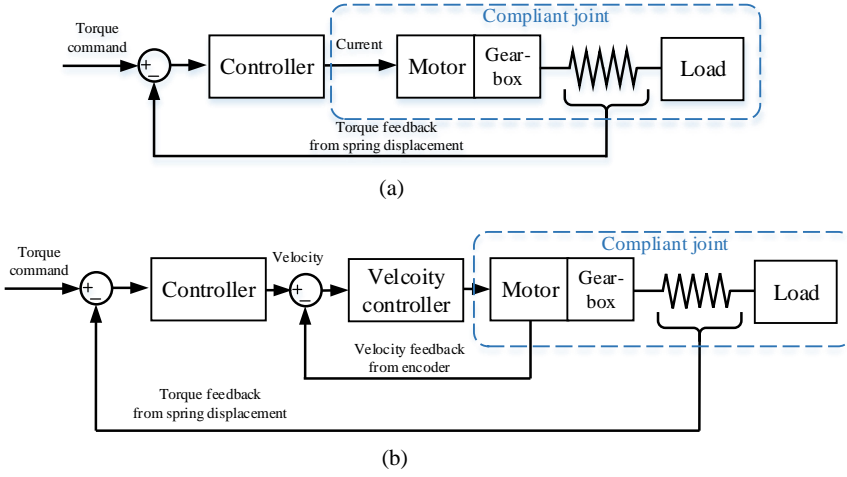 Compliant joint
Torque
command
+
−
Controller
Current
Motor
Gear-
box
Load
Torque feedback
from spring displacement
(a)
Compliant joint
Torque
command
+
−
Controller
Velocity
+
−
Velcoity
controller
Motor
Gear-
box
Load
Velocity feedback
from encoder
Torque feedback
from spring displacement
(b)